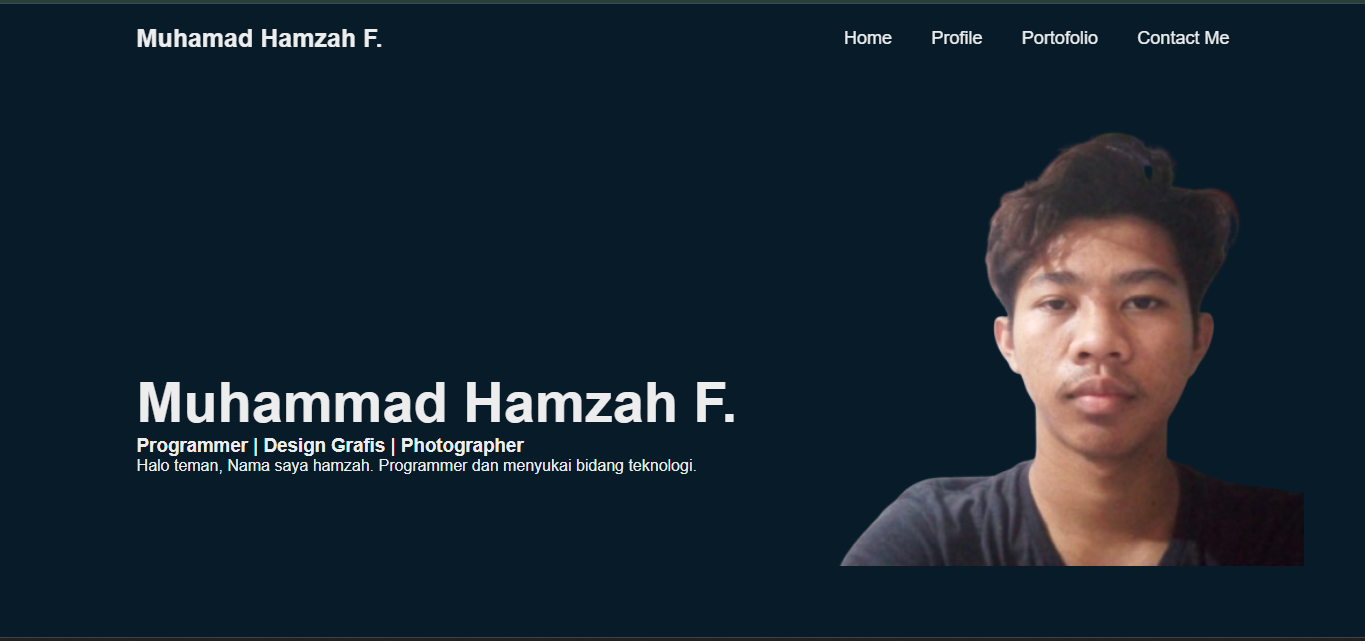 Muhamad Hamzah F.
Home Profile Portofolio Contact Me
Muhammad Hamzah F.
Programmer | Design Grafis | Photographer
Halo teman, Nama saya hamzah. Programmer dan menyukai bidang teknologi.